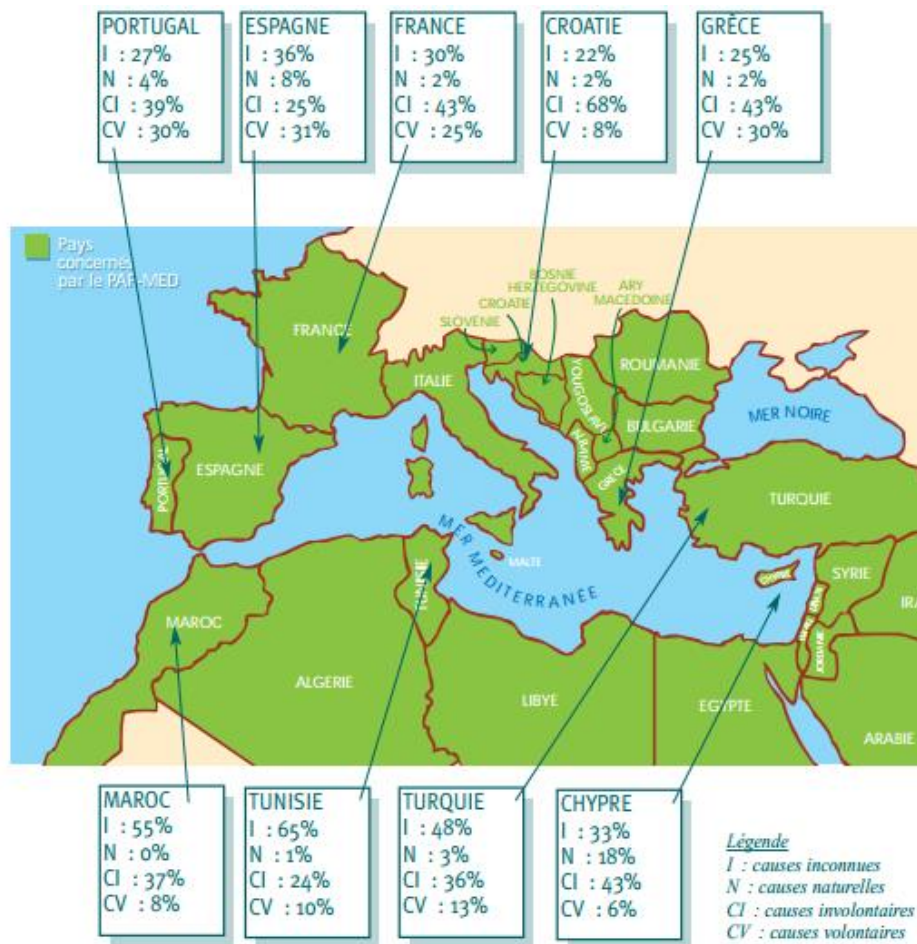 PORTUGAL
I : 27%
N : 4%
CI : 39%
CV : 30%
ESPAGNE
I : 36%
N : 8%
CI : 25%
CV : 31%
FRANCE
I : 30%
N : 2%
CI : 43%
CV : 25%
CROATIE
I : 22%
N : 2%
CI : 68%
CV : 8%
GRÈCE
I : 25%
N : 2%
CI : 43%
CV : 30%
Pays
concernés
par le PAF-MED
BOSNIE
HERZEGOVINE
ARY
MACEDOINE
CROATIE
SLOVENIE
FRANCE
ITALIE
ROUMANIE
YOUGOSLAVIE
MER NOIRE
BULGARIE
ALBANIE
GRÈCE
PORTUGAL
ESPAGNE
TURQUIE
MER MEDITERRANÉE
MALTE
TUNISIE
CHYPRE
SYRIE
LIBAN
IRA
JORDANIE
MAROC
ALGERIE
LIBYE
EGYPTE
ARABIE
MAROC
I : 55%
N : 0%
CI : 37%
CV : 8%
TUNISIE
I : 65%
N : 1%
CI : 24%
CV : 10%
TURQUIE
I : 48%
N : 3%
CI : 36%
CV : 13%
CHYPRE
I : 33%
N : 18%
CI : 43%
CV : 6%
Légende
I : causes inconnues
N : causes naturelles
CI : causes involontaires
CV : causes volontaires